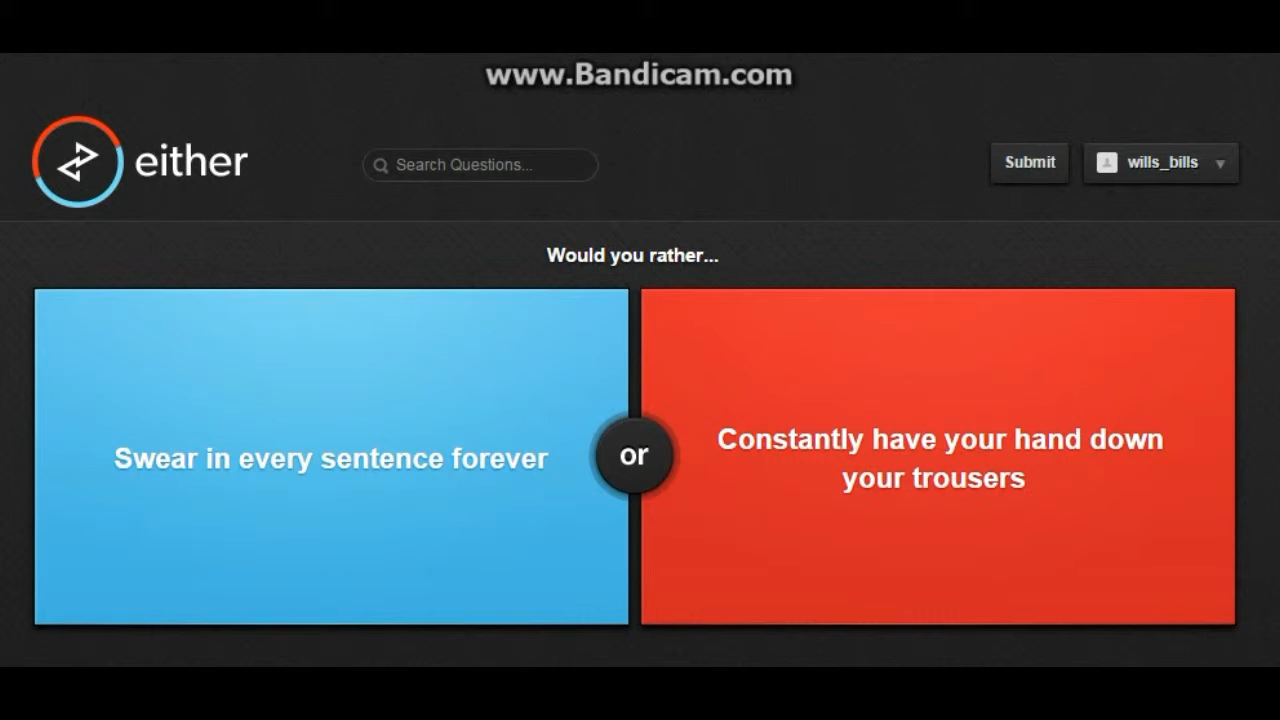 www.Bandicam.com
either
Search Questions...
Submit
wills_bills
Would you rather...
Swear in every sentence forever
or
Constantly have your hand down
your trousers